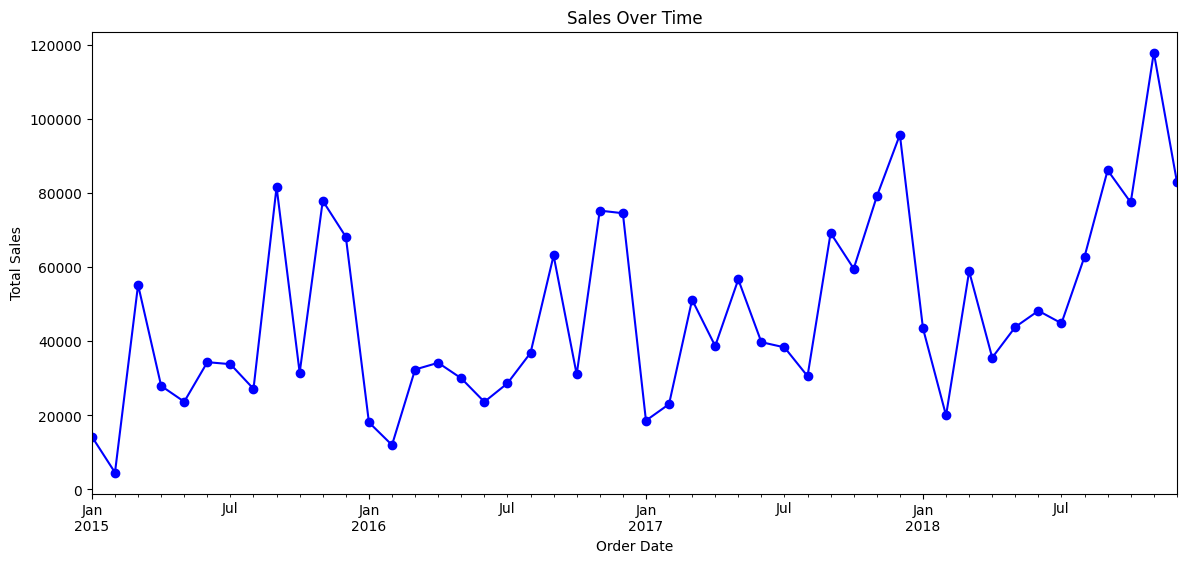 Sales Over Time
Total Sales
120000
100000
80000
60000
40000
20000
0
Jan Jul Jan Jul Jan Jul Jan Jul
2015 2016 2017 2018
Order Date